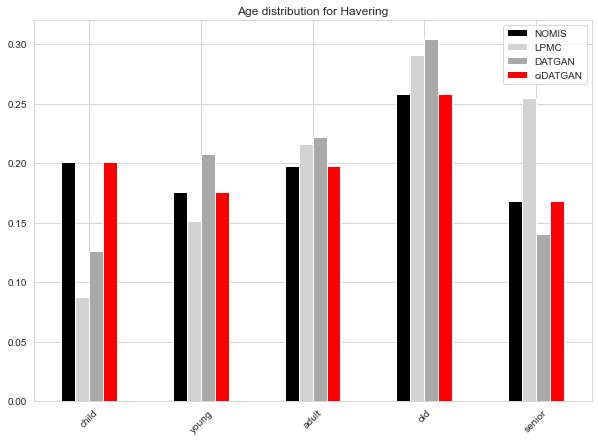 Age distribution for Havering
NOMIS
LPMC
DATGAN
ciDATGAN
0.30
0.25
0.20
0.15
0.10
0.05
0.00
child
young
adult
old
senior